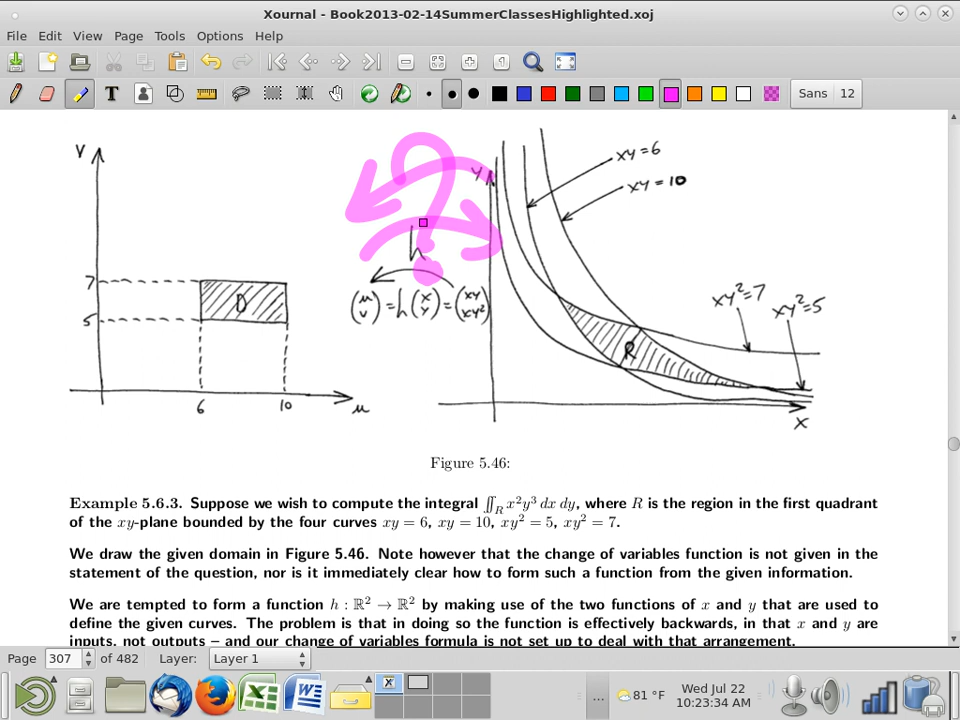 Xournal - Book2013-02-14SummerClassesHighlighted.xoj
File Edit View Page Tools Options Help
Sans 12
V
7
5
D
6
10
u
h
(u v) = h (x y) = (xy xy²)
y
xy=6
xy=10
xy²=7
xy²=5
R
x
Figure 5.46:
Example 5.6.3. Suppose we wish to compute the integral ∬_R x²y³ dx dy, where R is the region in the first quadrant
of the xy-plane bounded by the four curves xy = 6, xy = 10, xy² = 5, xy² = 7.
We draw the given domain in Figure 5.46. Note however that the change of variables function is not given in the
statement of the question, nor is it immediately clear how to form such a function from the given information.
We are tempted to form a function h : ℝ² → ℝ² by making use of the two functions of x and y that are used to
define the given curves. The problem is that in doing so the function is effectively backwards, in that x and y are
inputs, not outputs – and our change of variables formula is not set up to deal with that arrangement.
Page 307 of 482 Layer: Layer 1
81 °F
Wed Jul 22
10:23:34 AM